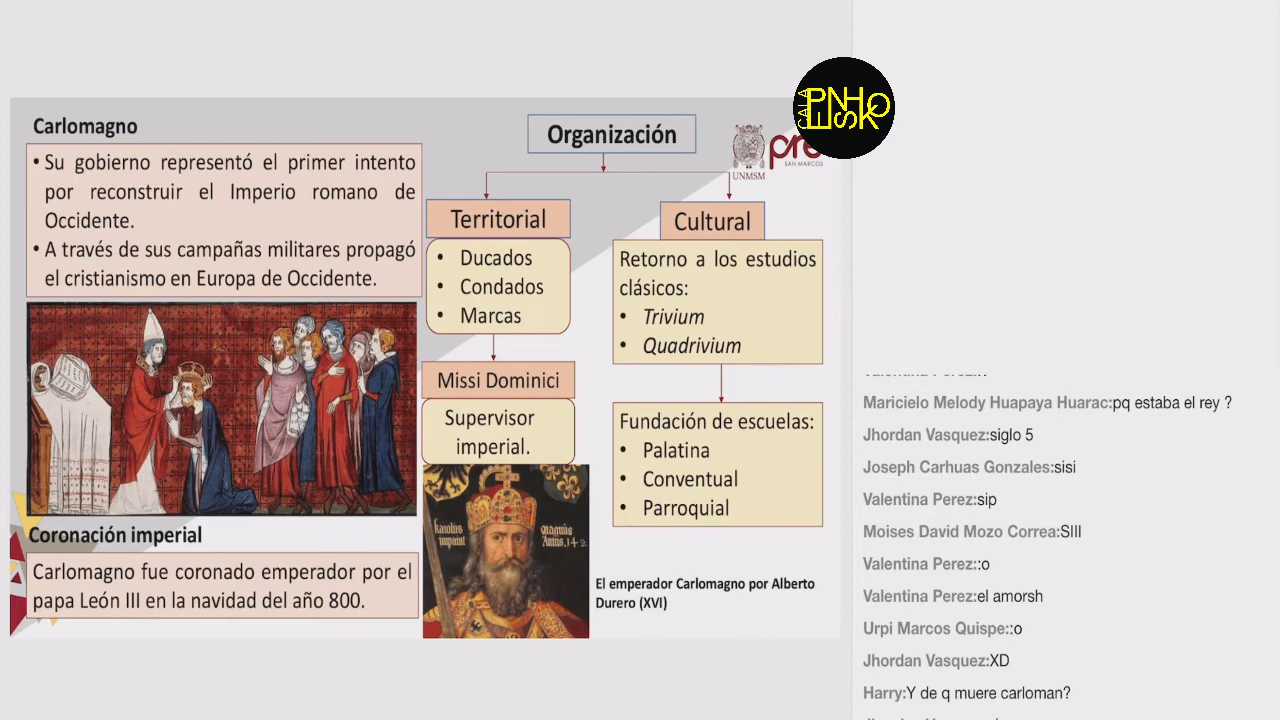 Carlomagno
• Su gobierno representó el primer intento
por reconstruir el Imperio romano de
Occidente.
• A través de sus campañas militares propagó
el cristianismo en Europa de Occidente.
Coronación imperial
Carlomagno fue coronado emperador por el
papa León III en la navidad del año 800.
Organización
Territorial
• Ducados
• Condados
• Marcas
Missi Dominici
Supervisor
imperial.
Cultural
Retorno a los estudios
clásicos:
• Trivium
• Quadrivium
Fundación de escuelas:
• Palatina
• Conventual
• Parroquial
El emperador Carlomagno por Alberto
Durero (XVI)
UNMSM
pre
SAN MARCOS
Maricielo Melody Huapaya Huarac:pq estaba el rey ?
Jhordan Vasquez:siglo 5
Joseph Carhuas Gonzales:sisi
Valentina Perez:sip
Moises David Mozo Correa:SIII
Valentina Perez::o
Valentina Perez:el amorsh
Urpi Marcos Quispe::o
Jhordan Vasquez:XD
Harry:Y de q muere carloman?